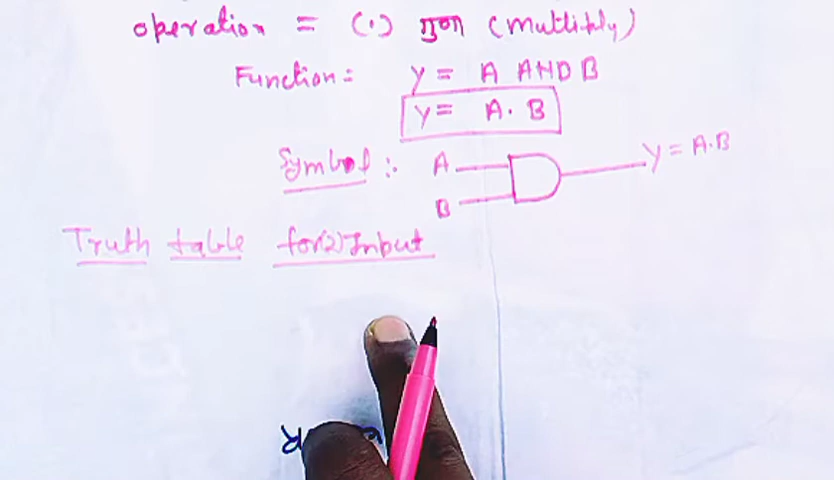 operation = (.) गुणा (Multiply)
Function:- Y = A AND B
Y = A. B
Symbol :- A Y = A.B
B
Truth table for(2)Input